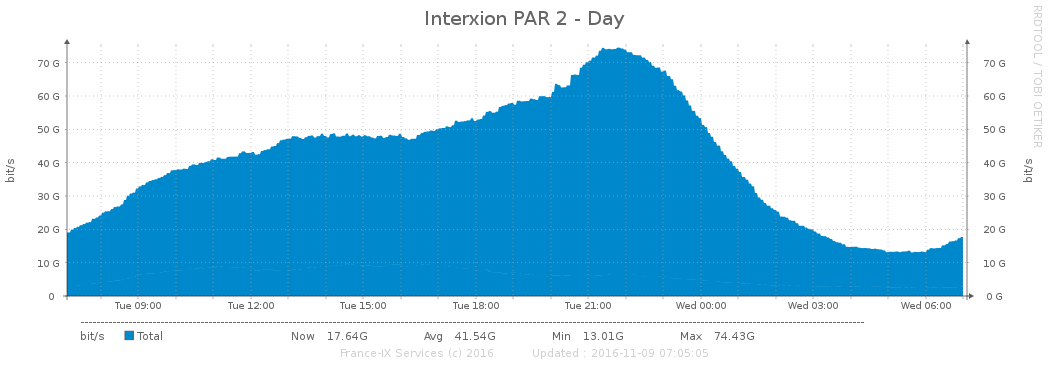 Interxion PAR 2 - Day
RRDTOOL / TOBI OETIKER
bit/s
70 G 70 G
60 G 60 G
50 G 50 G
40 G 40 G
30 G 30 G
20 G 20 G
10 G 10 G
0 0 G
bit/s
Tue 09:00 Tue 12:00 Tue 15:00 Tue 18:00 Tue 21:00 Wed 00:00 Wed 03:00 Wed 06:00
bit/s Total Now 17.64G Avg 41.54G Min 13.01G Max 74.43G
France-IX Services (c) 2016 Updated : 2016-11-09 07:05:05